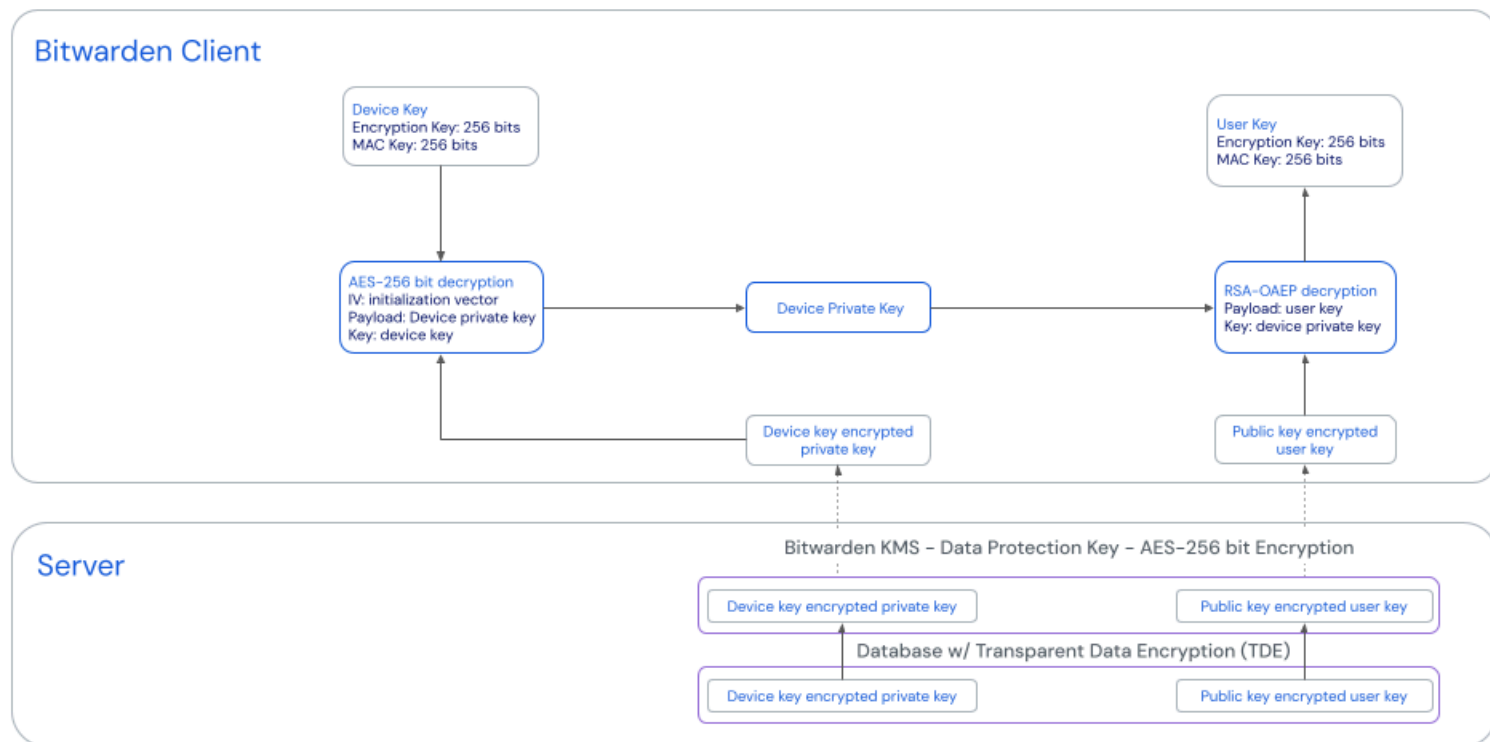 Bitwarden Client
Device Key
Encryption Key: 256 bits
MAC Key: 256 bits
User Key
Encryption Key: 256 bits
MAC Key: 256 bits
AES-256 bit decryption
IV: initialization vector
Payload: Device private key
Key: device key
Device Private Key
RSA-OAEP decryption
Payload: user key
Key: device private key
Device key encrypted
private key
Public key encrypted
user key
Server
Bitwarden KMS - Data Protection Key - AES-256 bit Encryption
Device key encrypted private key
Public key encrypted user key
Database w/ Transparent Data Encryption (TDE)
Device key encrypted private key
Public key encrypted user key